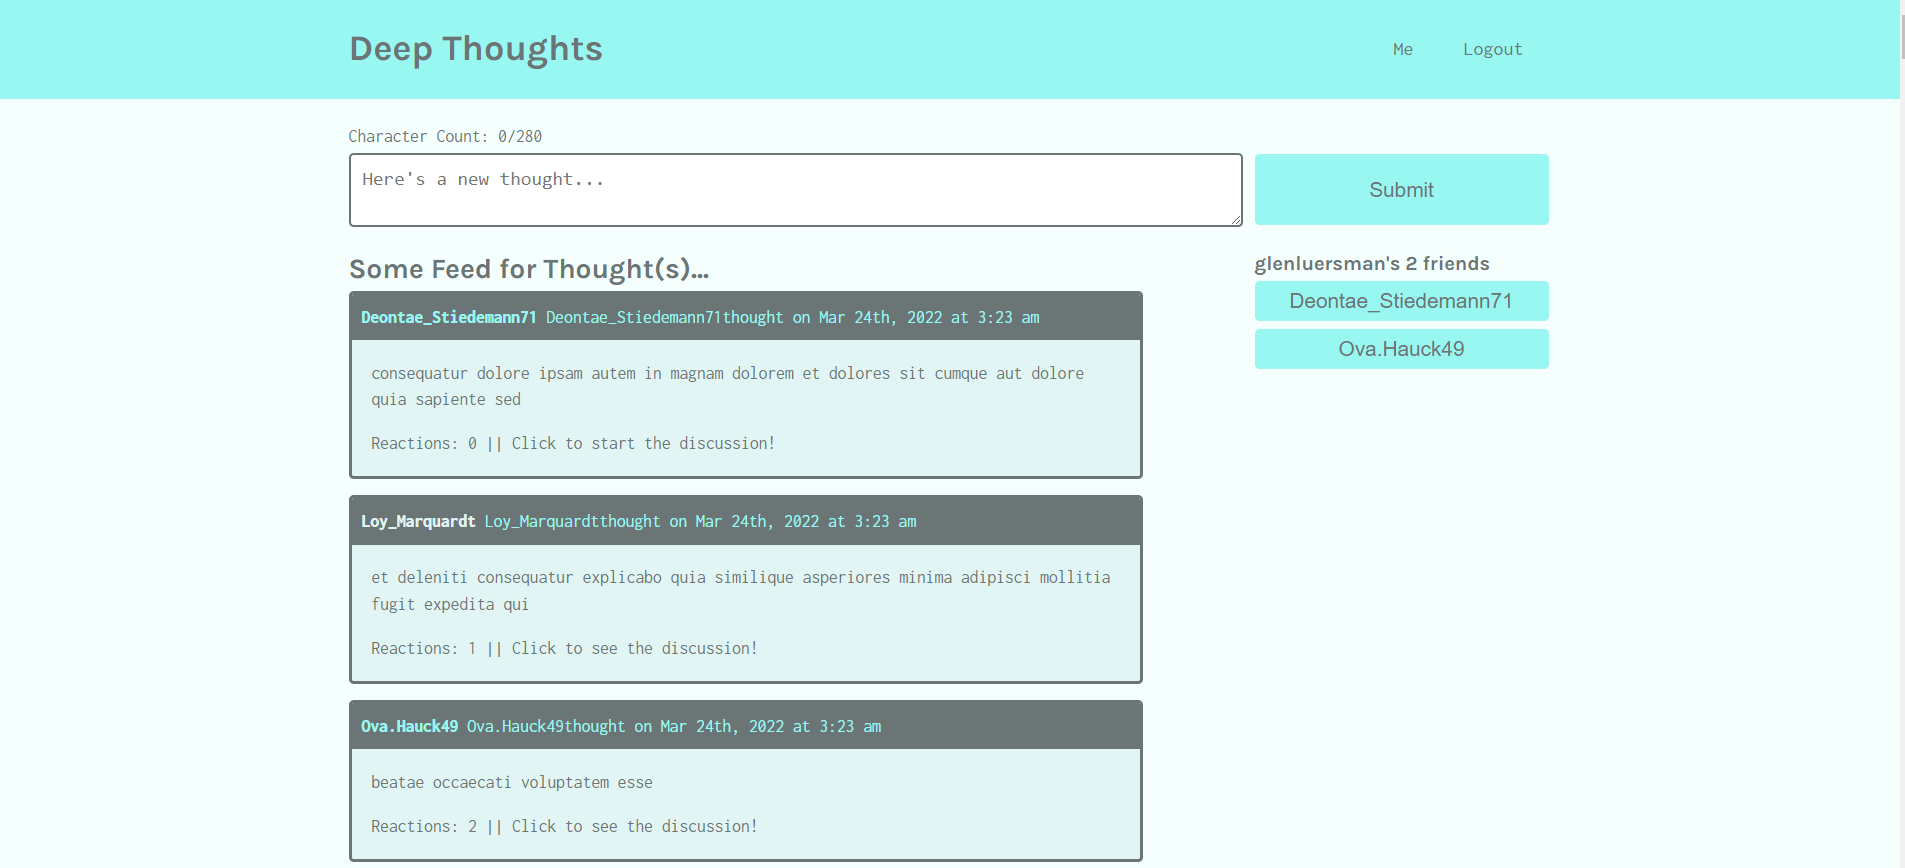 Deep Thoughts
Me
Logout
Character Count: 0/280
Here's a new thought...
Submit
Some Feed for Thought(s)...
Deontae_Stiedemann71 Deontae_Stiedemann71thought on Mar 24th, 2022 at 3:23 am
consequatur dolore ipsam autem in magnam dolorem et dolores sit cumque aut dolore
quia sapiente sed
Reactions: 0 || Click to start the discussion!
Loy_Marquardt Loy_Marquardtthought on Mar 24th, 2022 at 3:23 am
et deleniti consequatur explicabo quia similique asperiores minima adipisci mollitia
fugit expedita qui
Reactions: 1 || Click to see the discussion!
Ova.Hauck49 Ova.Hauck49thought on Mar 24th, 2022 at 3:23 am
beatae occaecati voluptatem esse
Reactions: 2 || Click to see the discussion!
glenluersman's 2 friends
Deontae_Stiedemann71
Ova.Hauck49